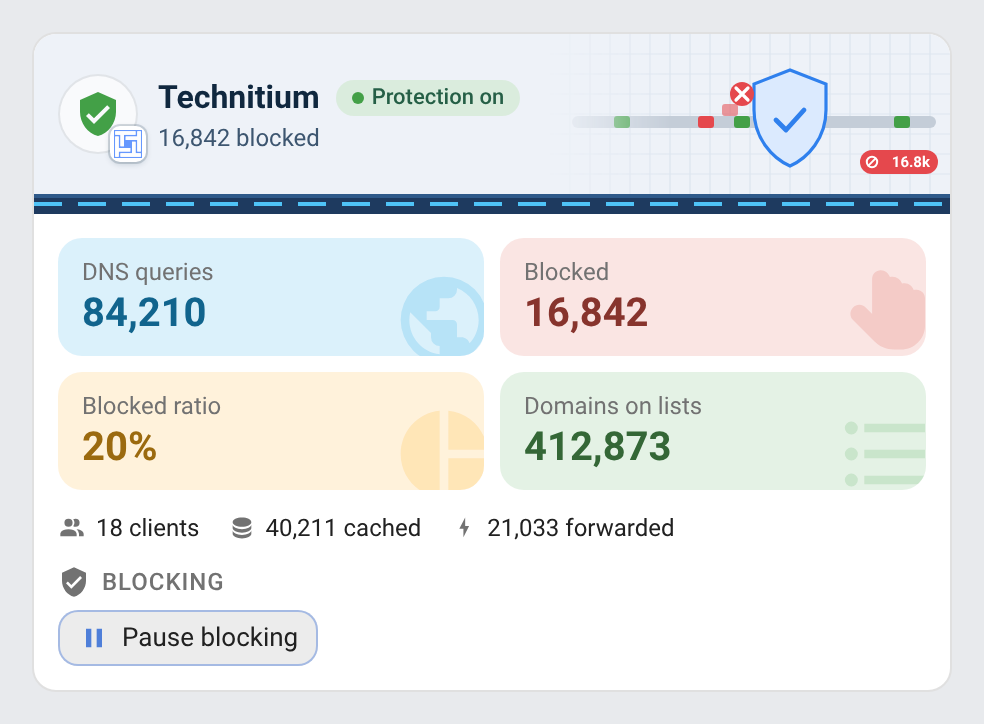 Technitium
Protection on
16,842 blocked
16.8k
DNS queries
84,210
Blocked
16,842
Blocked ratio
20%
Domains on lists
412,873
18 clients
40,211 cached
21,033 forwarded
BLOCKING
Pause blocking